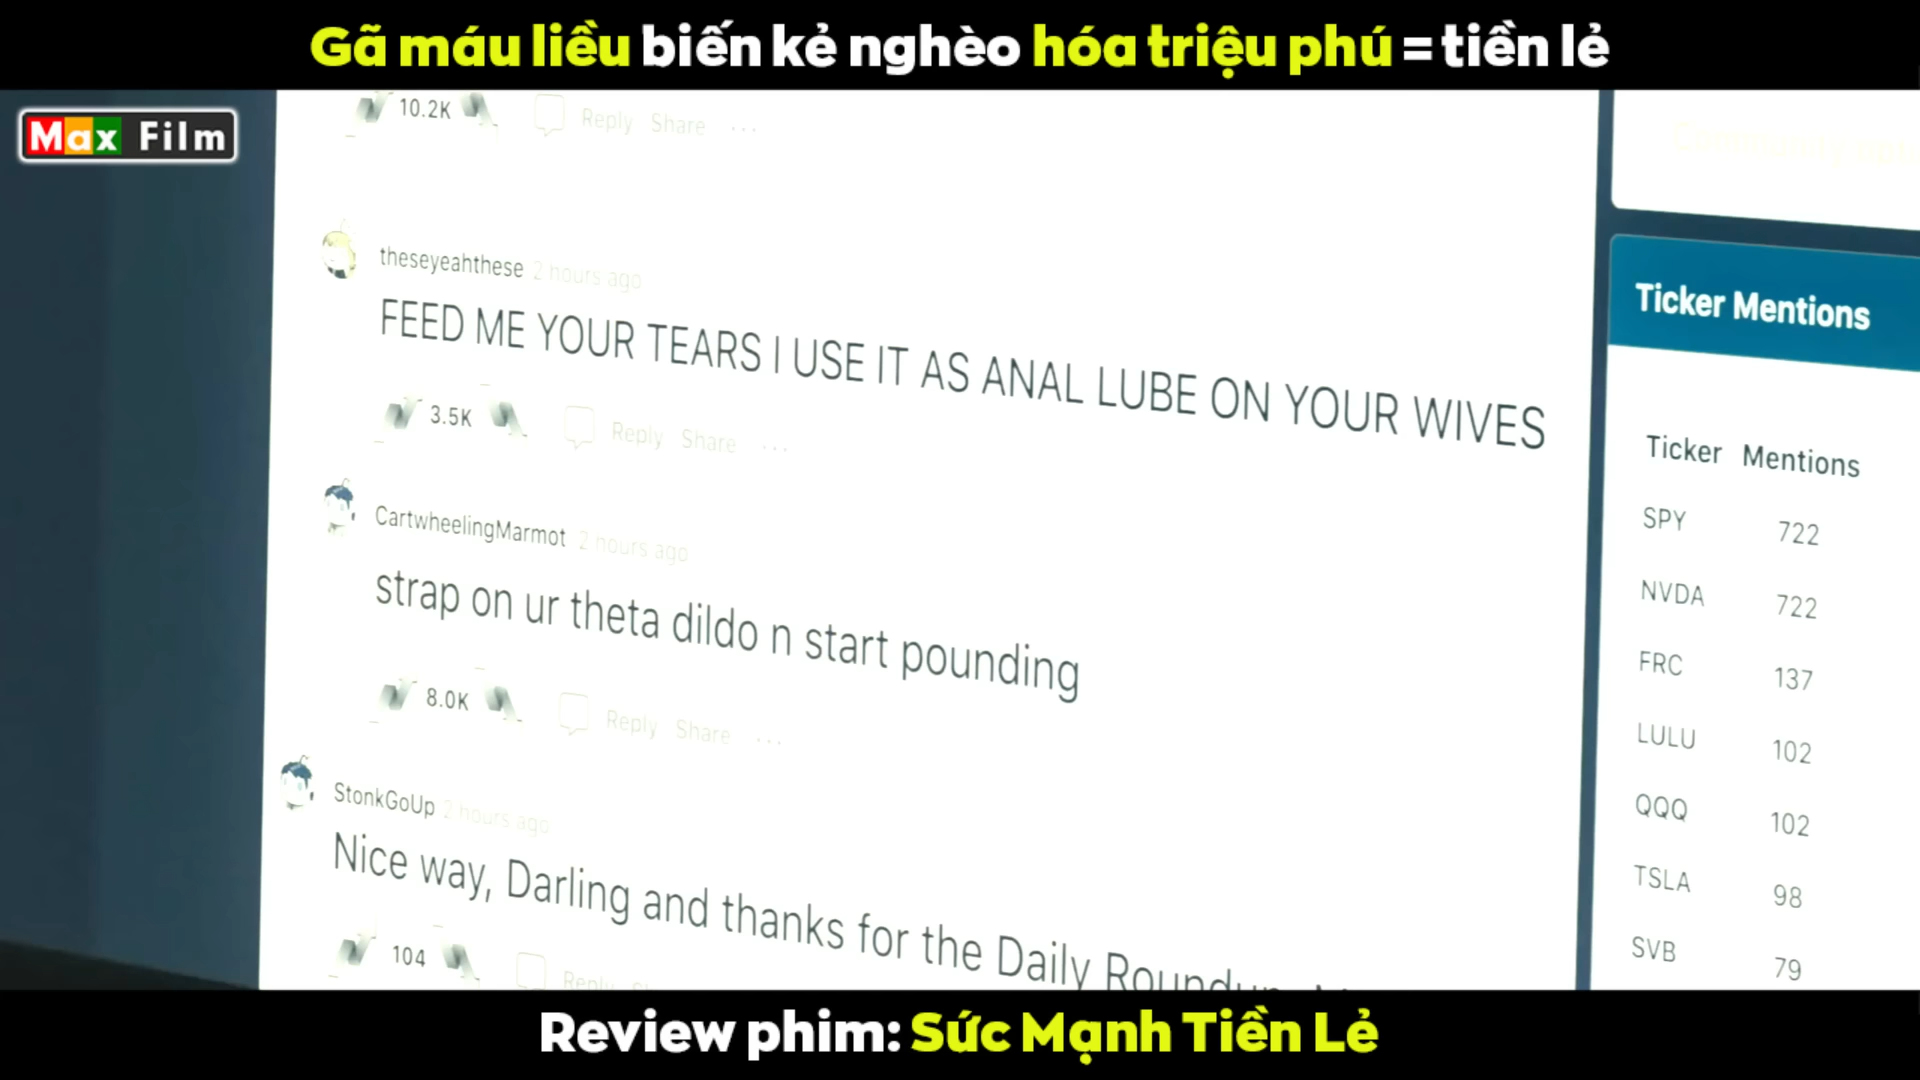 Gã máu liều biến kẻ nghèo hóa triệu phú = tiền lẻ
Max Film
10.2K Reply Share ...
theseyeahthese 2 hours ago
FEED ME YOUR TEARS I USE IT AS ANAL LUBE ON YOUR WIVES
3.5K Reply Share ...
CartwheelingMarmot 2 hours ago
strap on ur theta dildo n start pounding
8.0K Reply Share ...
StonkGoUp 2 hours ago
Nice way, Darling and thanks for the Daily Roundup
104 Reply
Community
Ticker Mentions
Ticker Mentions
SPY 722
NVDA 722
FRC 137
LULU 102
QQQ 102
TSLA 98
SVB 79
Review phim: Sức Mạnh Tiền Lẻ